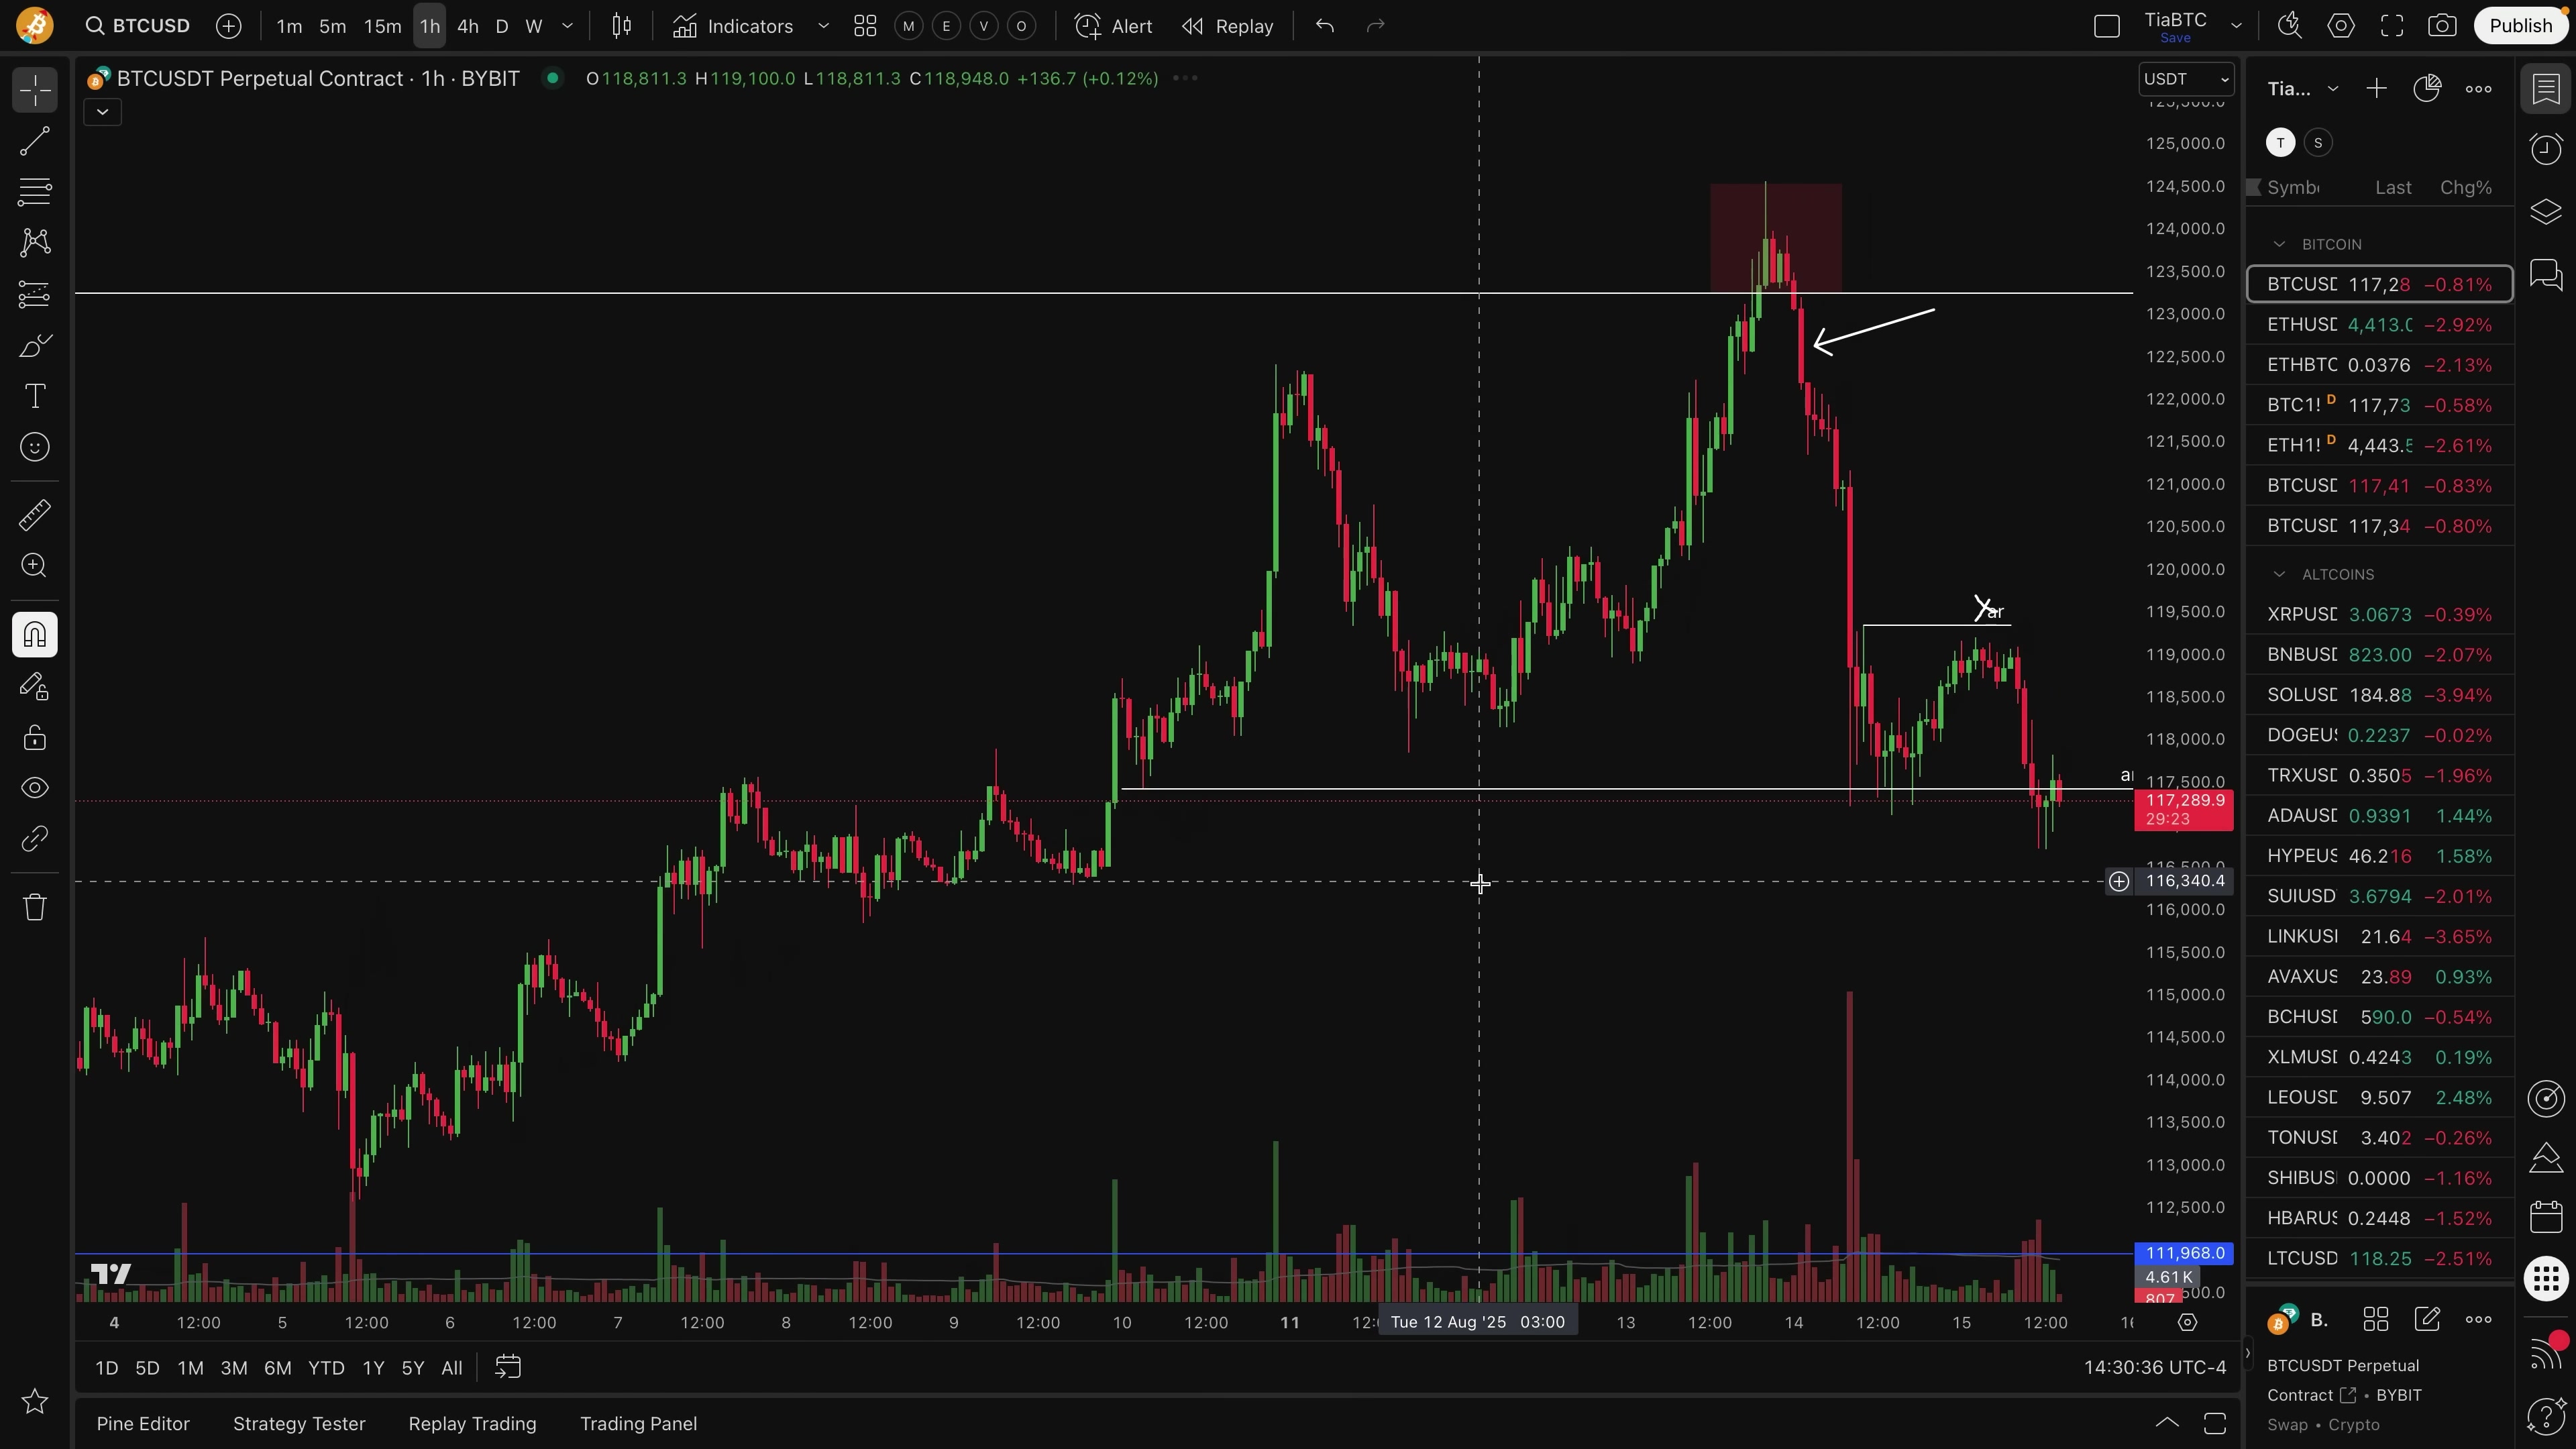 BTCUSD 1m 5m 15m 1h 4h D W Indicators M E V O Alert Replay TiaBTC Save Publish
BTCUSDT Perpetual Contract · 1h · BYBIT O118,811.3 H119,100.0 L118,811.3 C118,948.0 +136.7 (+0.12%)
USDT
125,000.0
124,500.0
124,000.0
123,500.0
123,000.0
122,500.0
122,000.0
121,500.0
121,000.0
120,500.0
120,000.0
119,500.0
119,000.0
118,500.0
118,000.0
117,500.0
117,289.9
29:23
116,500.0
116,340.4
116,000.0
115,500.0
115,000.0
114,500.0
114,000.0
113,500.0
113,000.0
112,500.0
111,968.0
4.61 K
807
4 12:00 5 12:00 6 12:00 7 12:00 8 12:00 9 12:00 10 12:00 11 Tue 12 Aug '25 03:00 13 12:00 14 12:00 15 12:00
1D 5D 1M 3M 6M YTD 1Y 5Y All 14:30:36 UTC-4
Pine Editor Strategy Tester Replay Trading Trading Panel
Tia...
T S
Symb Last Chg%
BITCOIN
BTCUSD 117,28 −0.81%
ETHUSD 4,413.0 −2.92%
ETHBTC 0.0376 −2.13%
BTC1! D 117,73 −0.58%
ETH1! D 4,443.5 −2.61%
BTCUSD 117,41 −0.83%
BTCUSD 117,34 −0.80%
ALTCOINS
XRPUSD 3.0673 −0.39%
BNBUSD 823.00 −2.07%
SOLUSD 184.88 −3.94%
DOGEUS 0.2237 −0.02%
TRXUSD 0.3505 −1.96%
ADAUSD 0.9391 1.44%
HYPEUS 46.216 1.58%
SUIUSD 3.6794 −2.01%
LINKUSD 21.64 −3.65%
AVAXUS 23.89 0.93%
BCHUSD 590.0 −0.54%
XLMUSD 0.4243 0.19%
LEOUSD 9.507 2.48%
TONUSD 3.402 −0.26%
SHIBUS 0.0000 −1.16%
HBARUS 0.2448 −1.52%
LTCUSD 118.25 −2.51%
B.
BTCUSDT Perpetual
Contract • BYBIT
Swap • Crypto